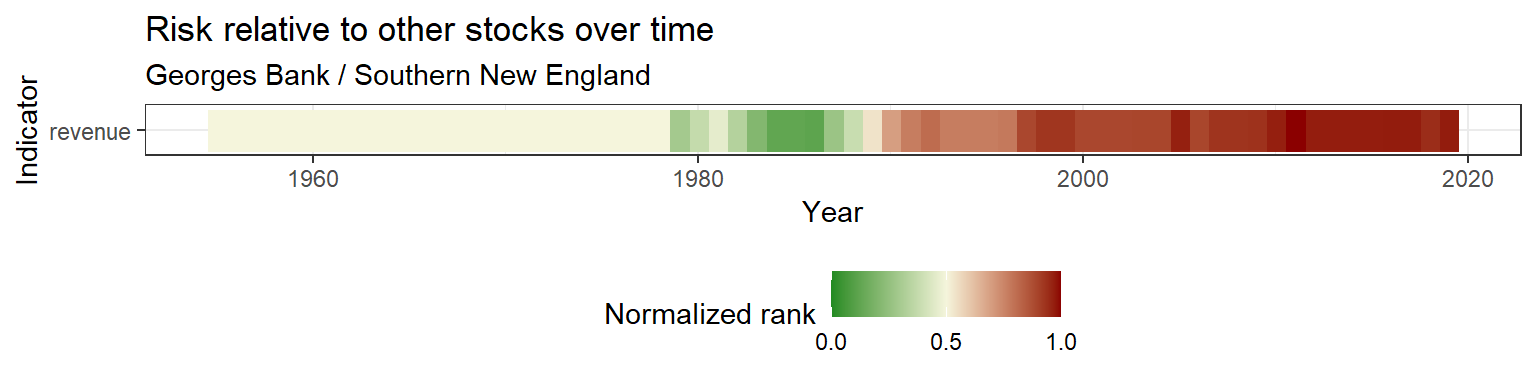 Risk relative to other stocks over time
Georges Bank / Southern New England
Indicator
revenue
1960 1980 2000 2020
Year
Normalized rank
0.0 0.5 1.0